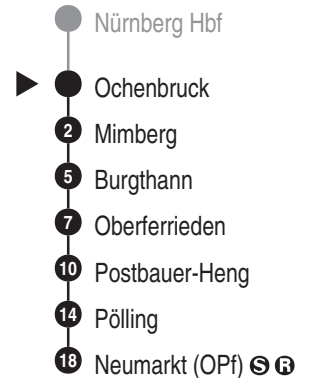 Nürnberg Hbf
Ochenbruck
2 Mimberg
5 Burgthann
7 Oberferrieden
10 Postbauer-Heng
14 Pölling
18 Neumarkt (OPf) S R